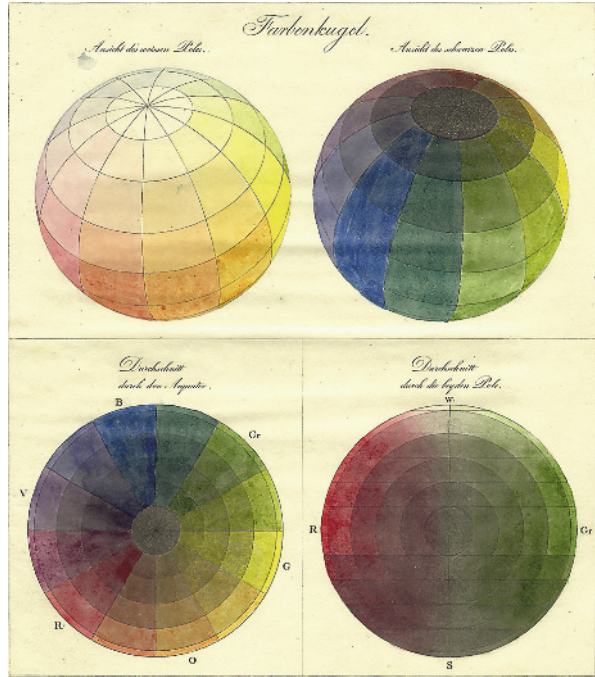 Farbenkugel.
Ansicht des weissen Poles.
Ansicht des schwarzen Poles.
Durchschnitt
durch den Aequator.
Durchschnitt
durch die beyden Pole.
B
Gr
V
G
R
O
W.
R
Gr
S